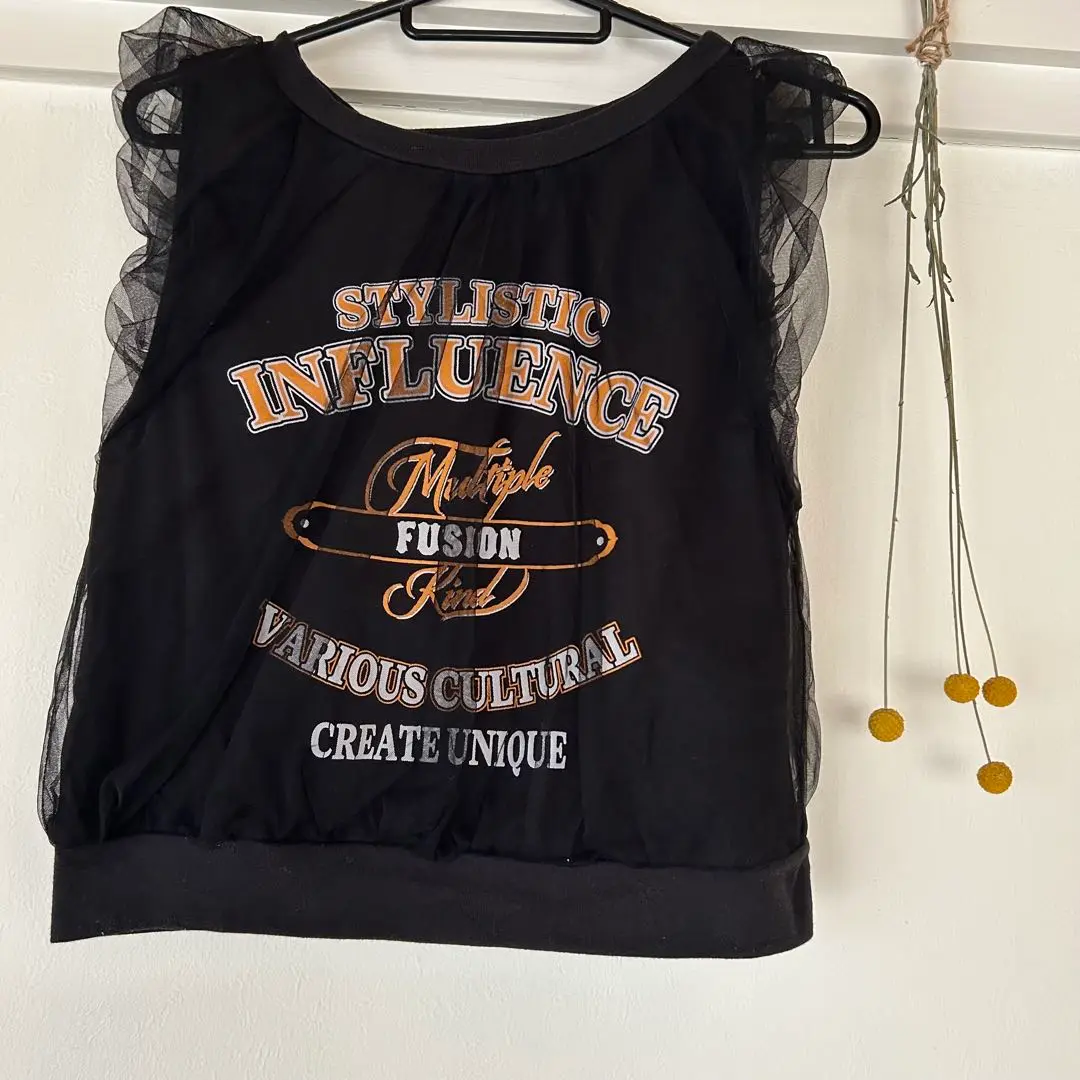 STYLISTIC
INFLUENCE
Multiple
FUSION
Kind
VARIOUS CULTURAL
CREATE UNIQUE